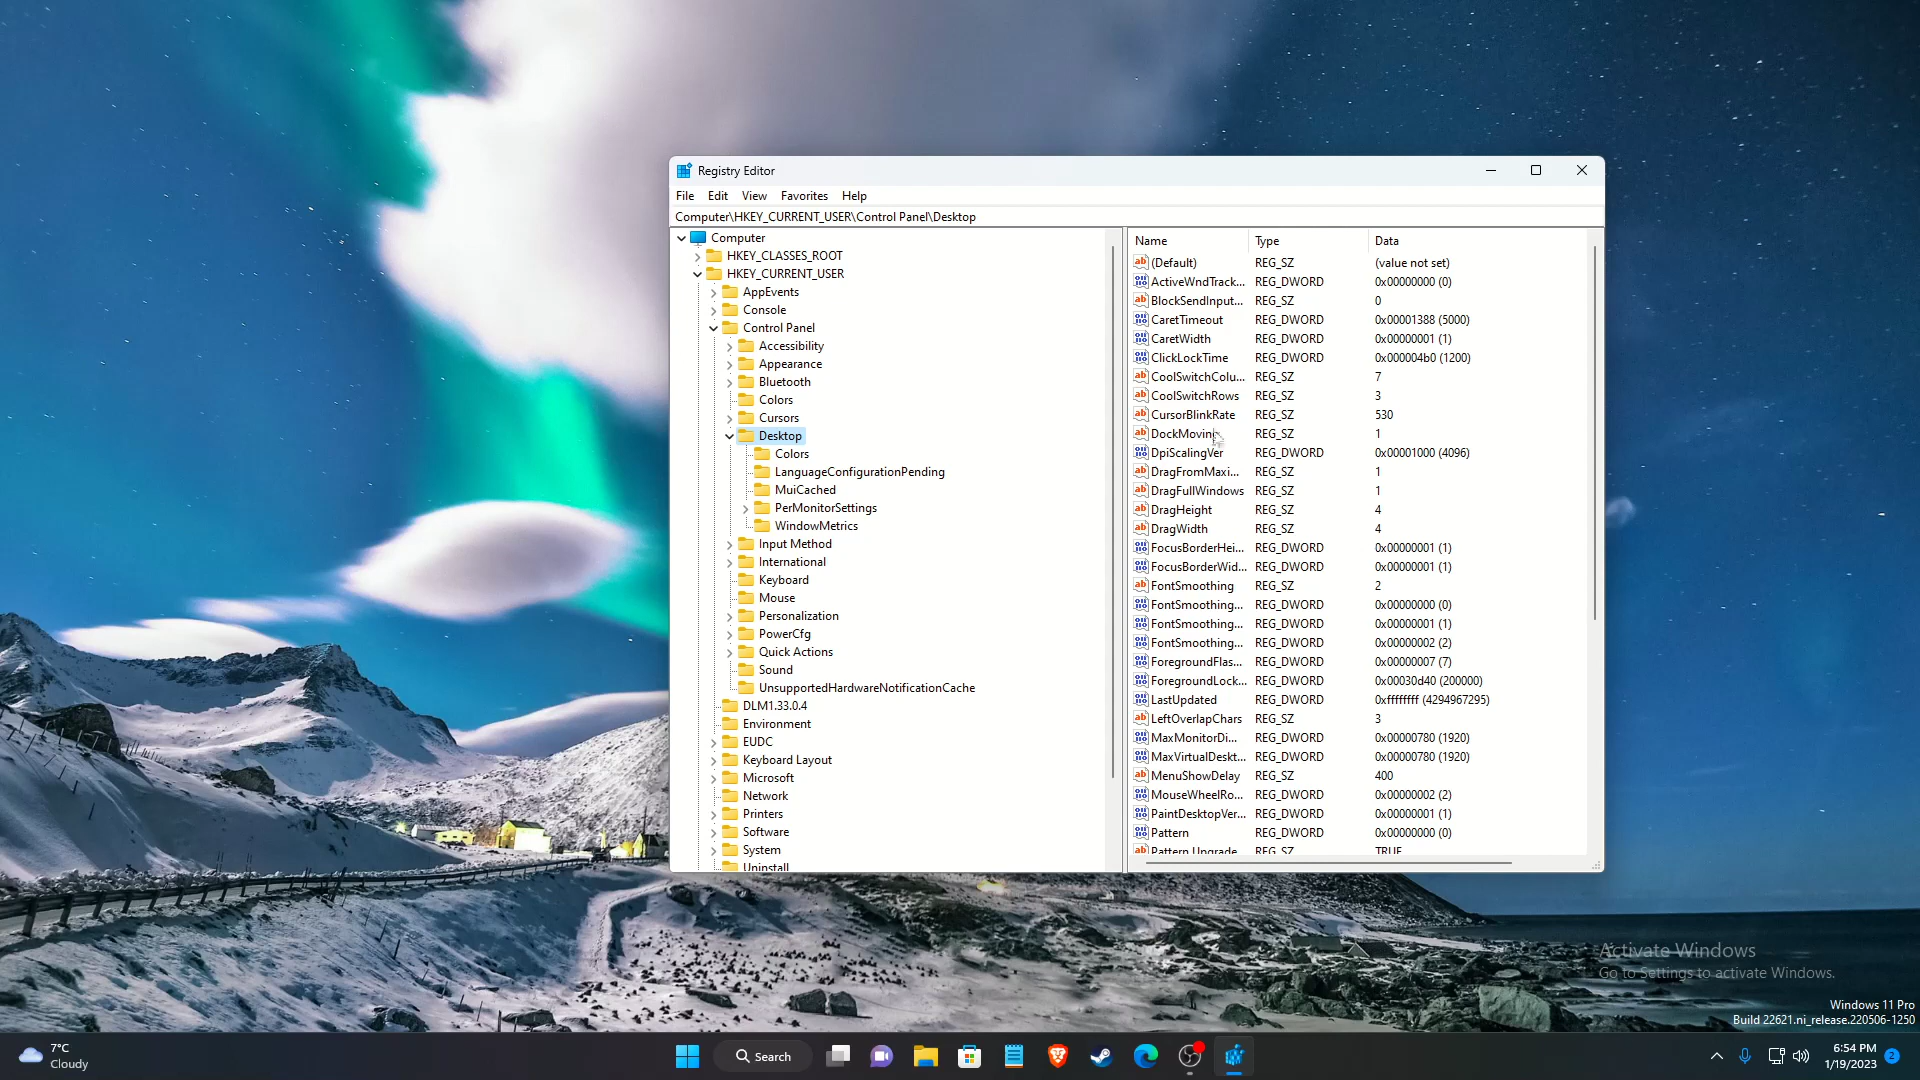 Registry Editor
File Edit View Favorites Help
Computer\HKEY_CURRENT_USER\Control Panel\Desktop
Computer
HKEY_CLASSES_ROOT
HKEY_CURRENT_USER
AppEvents
Console
Control Panel
Accessibility
Appearance
Bluetooth
Colors
Cursors
Desktop
Colors
LanguageConfigurationPending
MuiCached
PerMonitorSettings
WindowMetrics
Input Method
International
Keyboard
Mouse
Personalization
PowerCfg
Quick Actions
Sound
UnsupportedHardwareNotificationCache
DLM1.33.0.4
Environment
EUDC
Keyboard Layout
Microsoft
Network
Printers
Software
System
Uninstall
Name Type Data
(Default) REG_SZ (value not set)
ActiveWndTrack... REG_DWORD 0x00000000 (0)
BlockSendInput... REG_SZ 0
CaretTimeout REG_DWORD 0x00001388 (5000)
CaretWidth REG_DWORD 0x00000001 (1)
ClickLockTime REG_DWORD 0x000004b0 (1200)
CoolSwitchColu... REG_SZ 7
CoolSwitchRows REG_SZ 3
CursorBlinkRate REG_SZ 530
DockMoving REG_SZ 1
DpiScalingVer REG_DWORD 0x00001000 (4096)
DragFromMaxi... REG_SZ 1
DragFullWindows REG_SZ 1
DragHeight REG_SZ 4
DragWidth REG_SZ 4
FocusBorderHei... REG_DWORD 0x00000001 (1)
FocusBorderWid... REG_DWORD 0x00000001 (1)
FontSmoothing REG_SZ 2
FontSmoothing... REG_DWORD 0x00000000 (0)
FontSmoothing... REG_DWORD 0x00000001 (1)
FontSmoothing... REG_DWORD 0x00000002 (2)
ForegroundFlas... REG_DWORD 0x00000007 (7)
ForegroundLock... REG_DWORD 0x00030d40 (200000)
LastUpdated REG_DWORD 0xffffffff (4294967295)
LeftOverlapChars REG_SZ 3
MaxMonitorDi... REG_DWORD 0x00000780 (1920)
MaxVirtualDeskt... REG_DWORD 0x00000780 (1920)
MenuShowDelay REG_SZ 400
MouseWheelRo... REG_DWORD 0x00000002 (2)
PaintDesktopVer... REG_DWORD 0x00000001 (1)
Pattern REG_DWORD 0x00000000 (0)
Pattern Upgrade REG_SZ TRUE
Activate Windows
Go to Settings to activate Windows.
Windows 11 Pro
Build 22621.ni_release.220506-1250
7°C
Cloudy
Search
6:54 PM
1/19/2023
2